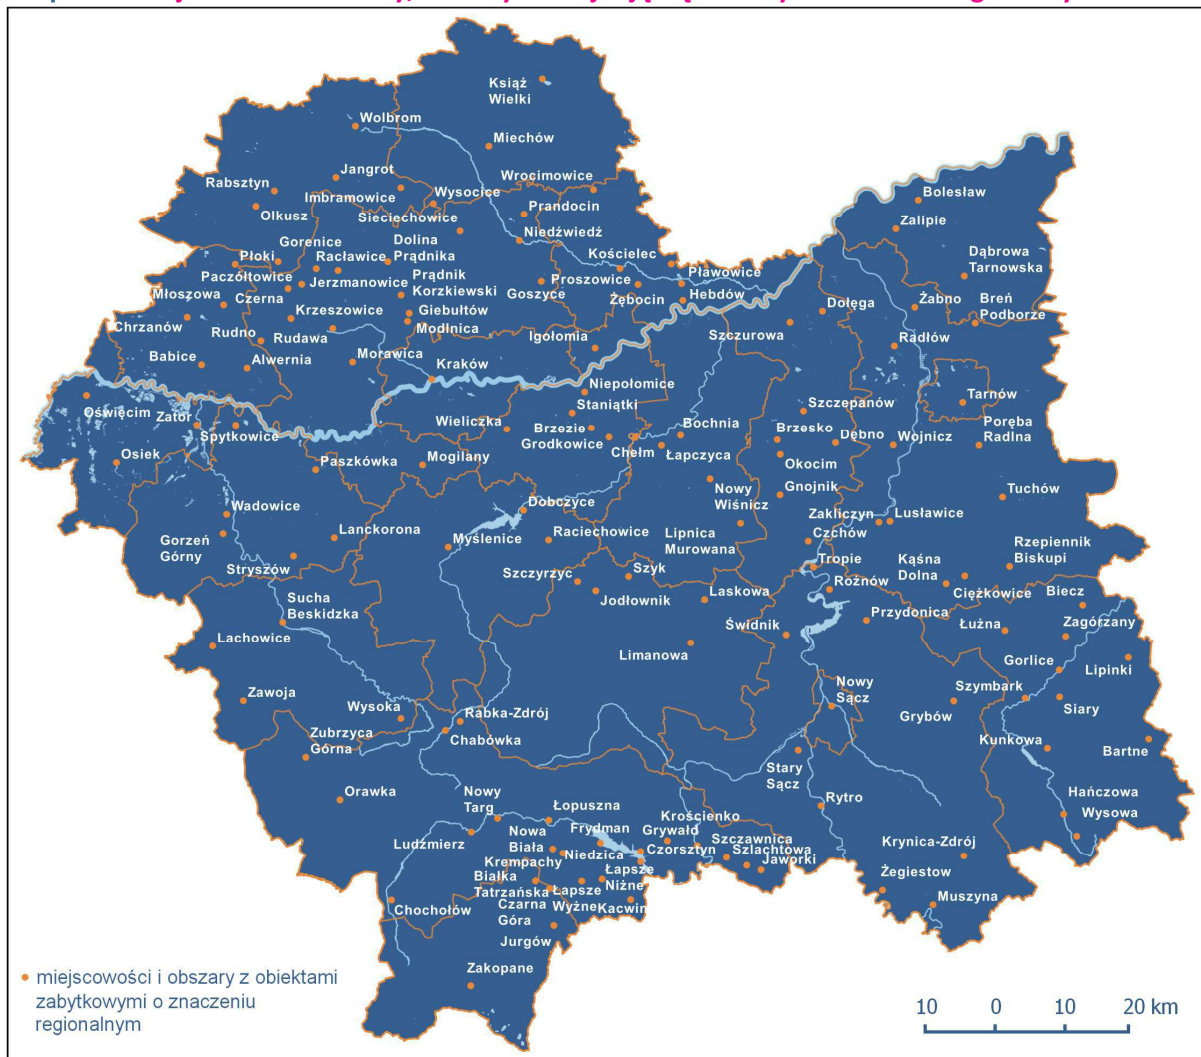 Książ
Wielki
Wolbrom
Miechów
Jangrot
Wrocimowice
Rabsztyn
Imbramowice
Wysocice
Bolesław
Olkusz
Sieciechowice
Prandocin
Zalipie
Niedźwiedź
Gorenice
Dolina
Prądnika
Racławice
Kościelec
Dąbrowa
Tarnowska
Płoki
Paczółtowice
Prądnik
Korzkiewski
Proszowice
Pławowice
Jerzmanowice
Goszyce
Młoszowa
Czerna
Żębocin
Hebdów
Dołęga
Żabno
Breń
Podborze
Krzeszowice
Giebułtów
Modlnica
Chrzanów
Rudno
Rudawa
Igołomia
Szczurowa
Radłów
Babice
Alwernia
Morawica
Kraków
Niepołomice
Oświęcim
Zator
Staniątki
Szczepanów
Tarnów
Spytkowice
Wieliczka
Brzezie
Grodkowice
Bochnia
Brzesko
Dębno
Wojnicz
Poręba
Radlna
Osiek
Paszkówka
Mogilany
Chełm
Łapczyca
Okocim
Gnojnik
Nowy
Wiśnicz
Tuchów
Wadowice
Dobczyce
Zakliczyn
Lusławice
Gorzeń
Górny
Lanckorona
Myślenice
Raciechowice
Lipnica
Murowana
Czchów
Rzepiennik
Biskupi
Stryszów
Szczyrzyc
Szyk
Tropie
Kąśna
Dolna
Rożnów
Ciężkowice
Biecz
Sucha
Beskidzka
Jodłownik
Laskowa
Przydonica
Łużna
Zagórzany
Lachowice
Limanowa
Świdnik
Gorlice
Lipinki
Zawoja
Wysoka
Rabka-Zdrój
Nowy
Sącz
Szymbark
Siary
Grybów
Zubrzyca
Górna
Chabówka
Kunkowa
Bartne
Stary
Sącz
Orawka
Nowy
Targ
Łopuszna
Rytro
Hańczowa
Wysowa
Ludźmierz
Nowa
Biała
Frydman
Krościenko
Grywałd
Czorsztyn
Szczawnica
Szlachtowa
Jaworki
Krynica-Zdrój
Krempachy
Niedzica
Białka
Tatrzańska
Łapsze
Niżne
Łapsze
Wyżne
Żegiestow
Chochołów
Czarna
Góra
Kacwin
Muszyna
Jurgów
Zakopane
miejscowości i obszary z obiektami
zabytkowymi o znaczeniu
regionalnym
10 0 10 20 km